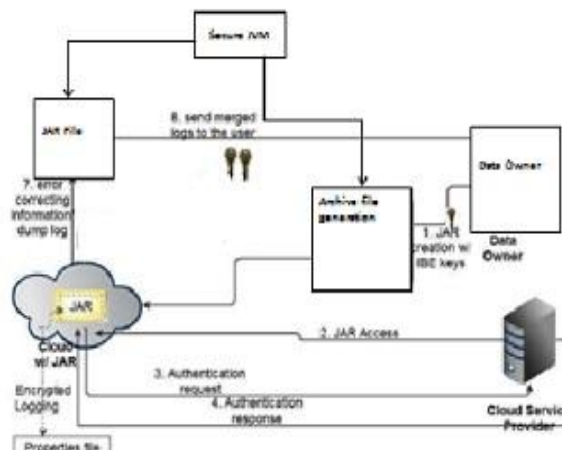 Secure JVM
JAR File
8. send merged
logs to the user
Data Owner
7. error
correcting
information
dump log
Archive file
generation
1. JAR
creation w/
IBE keys
Data
Owner
JAR
Cloud
w/ JAR
2. JAR Access
3. Authentication
request
Encrypted
Logging
4. Authentication
response
Cloud Service
Provider
Properties file